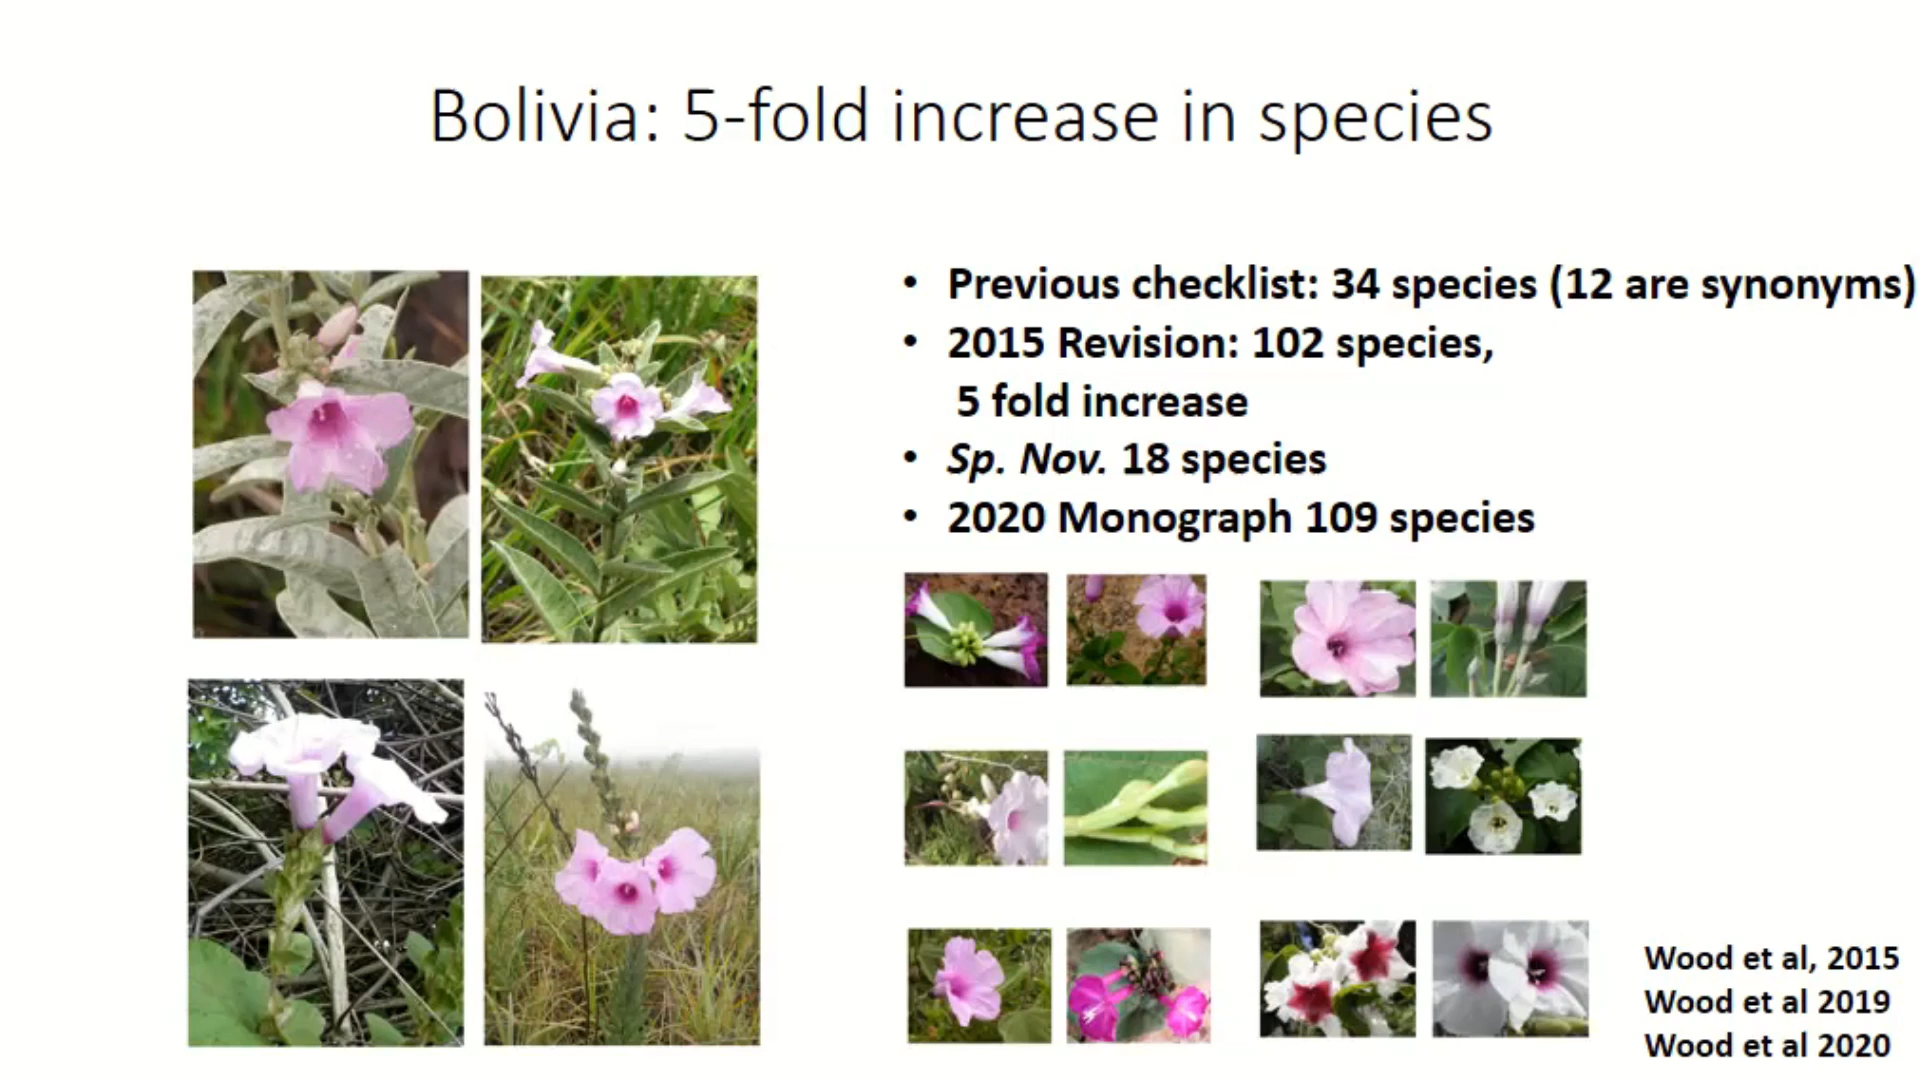 Bolivia: 5-fold increase in species
• Previous checklist: 34 species (12 are synonyms)
• 2015 Revision: 102 species,
5 fold increase
• Sp. Nov. 18 species
• 2020 Monograph 109 species
Wood et al, 2015
Wood et al 2019
Wood et al 2020